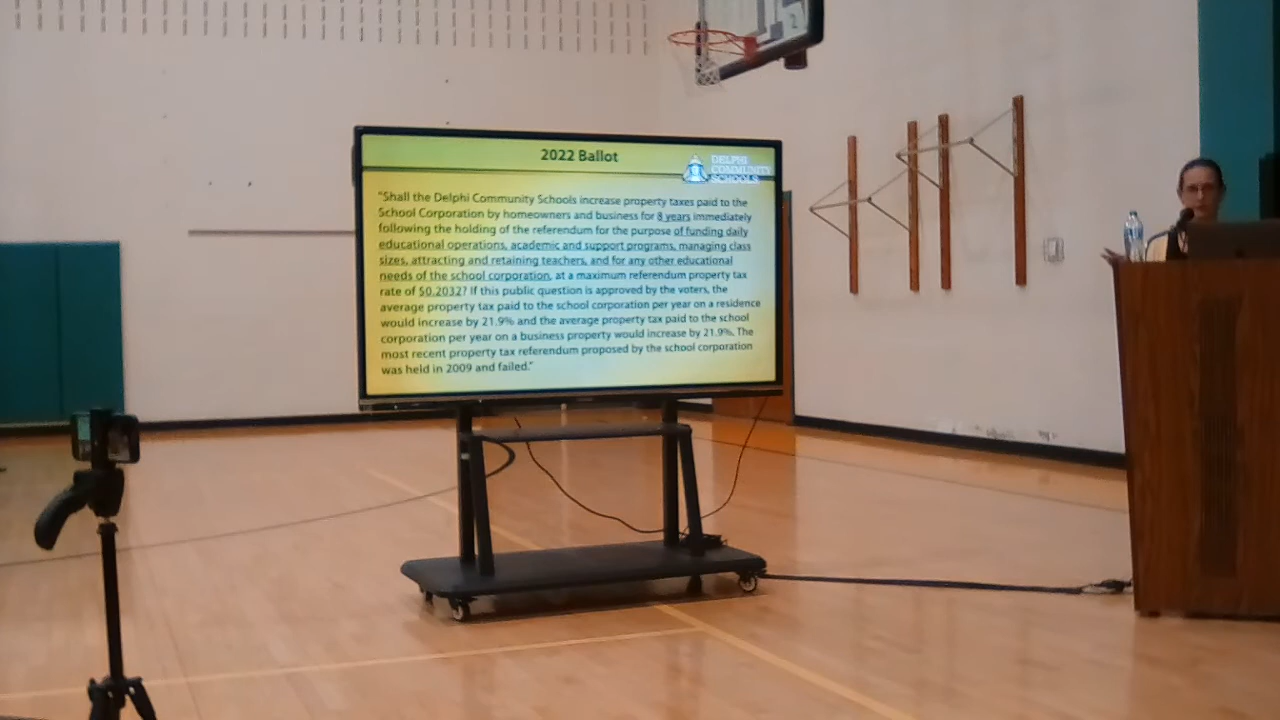 2022 Ballot
DELPHI
COMMUNITY
SCHOOLS
"Shall the Delphi Community Schools increase property taxes paid to the
School Corporation by homeowners and business for 8 years immediately
following the holding of the referendum for the purpose of funding daily
educational operations, academic and support programs, managing class
sizes, attracting and retaining teachers, and for any other educational
needs of the school corporation, at a maximum referendum property tax
rate of $0.2032? If this public question is approved by the voters, the
average property tax paid to the school corporation per year on a residence
would increase by 21.9% and the average property tax paid to the school
corporation per year on a business property would increase by 21.9%. The
most recent property tax referendum proposed by the school corporation
was held in 2009 and failed."